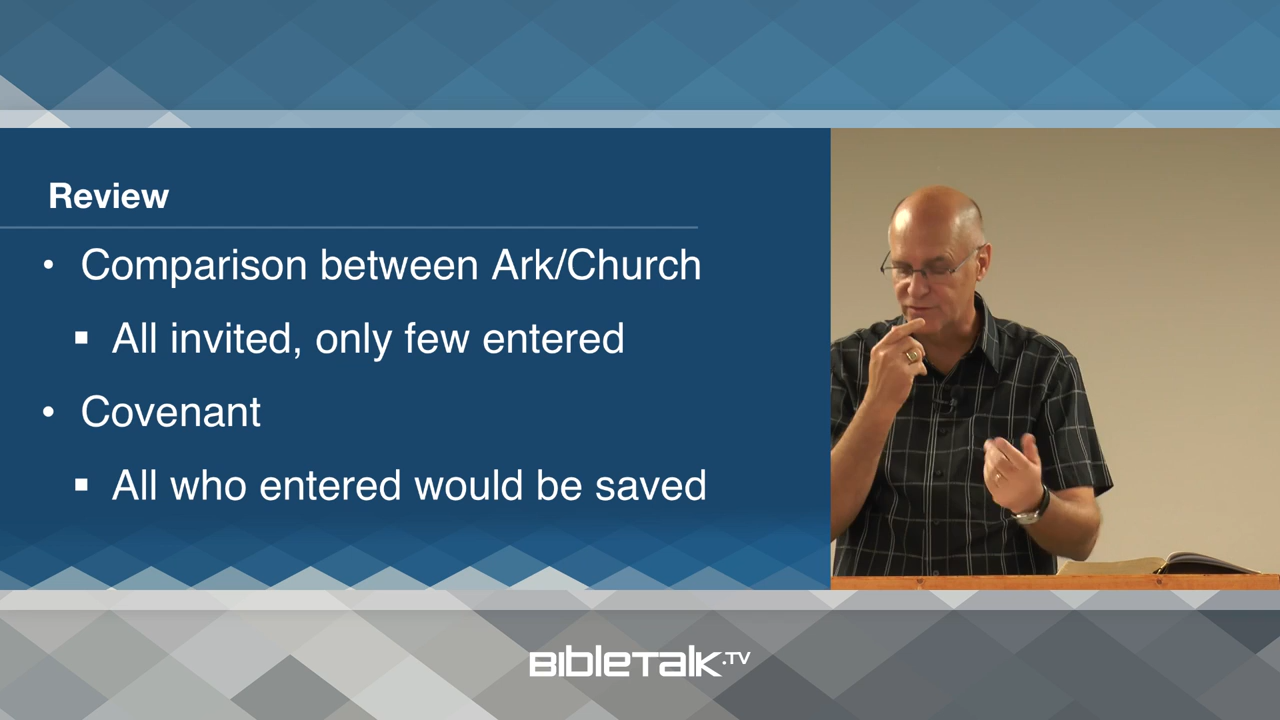 Review
• Comparison between Ark/Church
▪ All invited, only few entered
• Covenant
▪ All who entered would be saved
BIBLETALK.TV